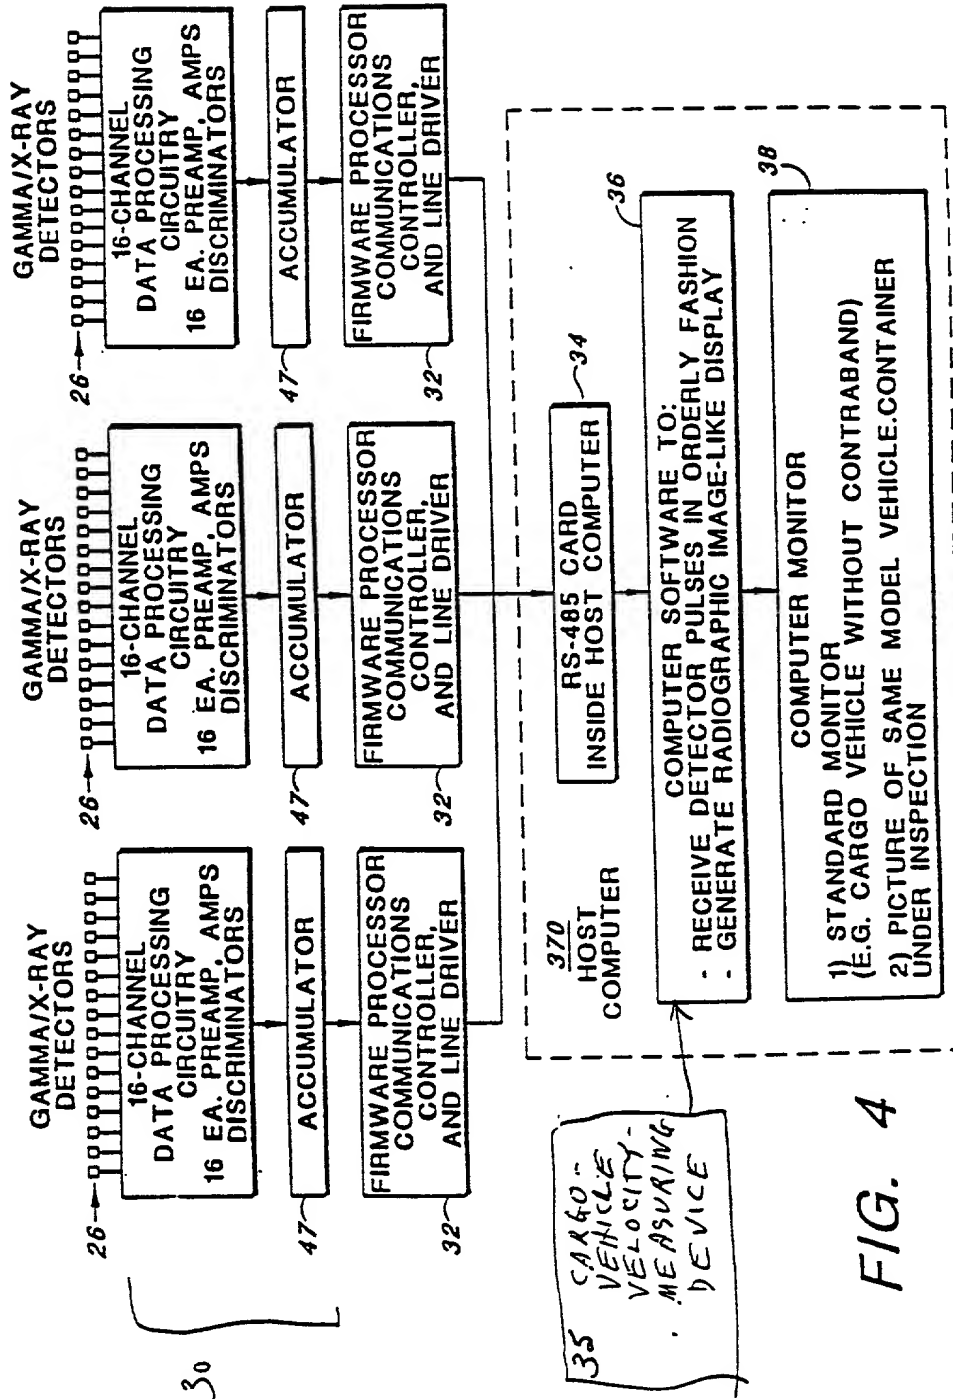 GAMMA/X-RAY
DETECTORS
26
16-CHANNEL
DATA PROCESSING
CIRCUITRY
16 EA. PREAMP, AMPS
DISCRIMINATORS
47
ACCUMULATOR
FIRMWARE PROCESSOR
COMMUNICATIONS
CONTROLLER,
AND LINE DRIVER
32
GAMMA/X-RAY
DETECTORS
26
16-CHANNEL
DATA PROCESSING
CIRCUITRY
16 EA. PREAMP, AMPS
DISCRIMINATORS
47
ACCUMULATOR
FIRMWARE PROCESSOR
COMMUNICATIONS
CONTROLLER,
AND LINE DRIVER
32
GAMMA/X-RAY
DETECTORS
26
16-CHANNEL
DATA PROCESSING
CIRCUITRY
16 EA. PREAMP, AMPS
DISCRIMINATORS
47
ACCUMULATOR
FIRMWARE PROCESSOR
COMMUNICATIONS
CONTROLLER,
AND LINE DRIVER
32
30
35
CARGO-
VEHICLE
VELOCITY-
MEASURING
DEVICE
370
HOST
COMPUTER
RS-485 CARD
INSIDE HOST COMPUTER
34
36
COMPUTER SOFTWARE TO:
- RECEIVE DETECTOR PULSES IN ORDERLY FASHION
- GENERATE RADIOGRAPHIC IMAGE-LIKE DISPLAY
38
COMPUTER MONITOR
1) STANDARD MONITOR
(E.G. CARGO VEHICLE WITHOUT CONTRABAND)
2) PICTURE OF SAME MODEL VEHICLE.CONTAINER
UNDER INSPECTION
FIG. 4